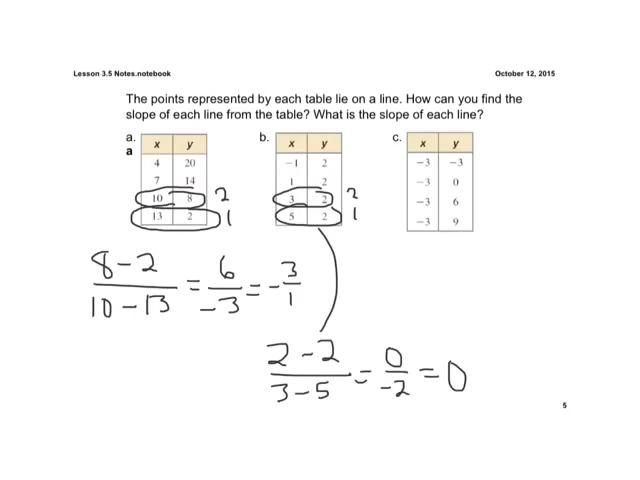 Lesson 3.5 Notes.notebook
October 12, 2015
The points represented by each table lie on a line. How can you find the
slope of each line from the table? What is the slope of each line?
a.
a
x y
4 20
7 14
10 8 2
13 2 1
b.
x y
−1 2
1 2
3 2 2
5 2 1
c.
x y
−3 −3
−3 0
−3 6
−3 9
8 − 2 / 10 − 13 = 6 / −3 = − 3 / 1
2 − 2 / 3 − 5 = 0 / −2 = 0
5